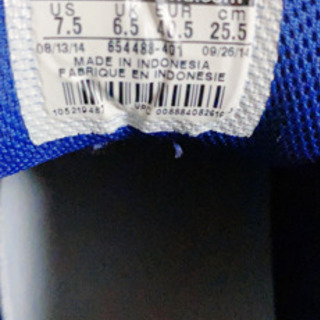 US UK EUR cm
7.5 6.5 40.5 25.5
08/13/14 654488-401 09/26/14
MADE IN INDONESIA
FABRIQUE EN INDONESIE
UPC